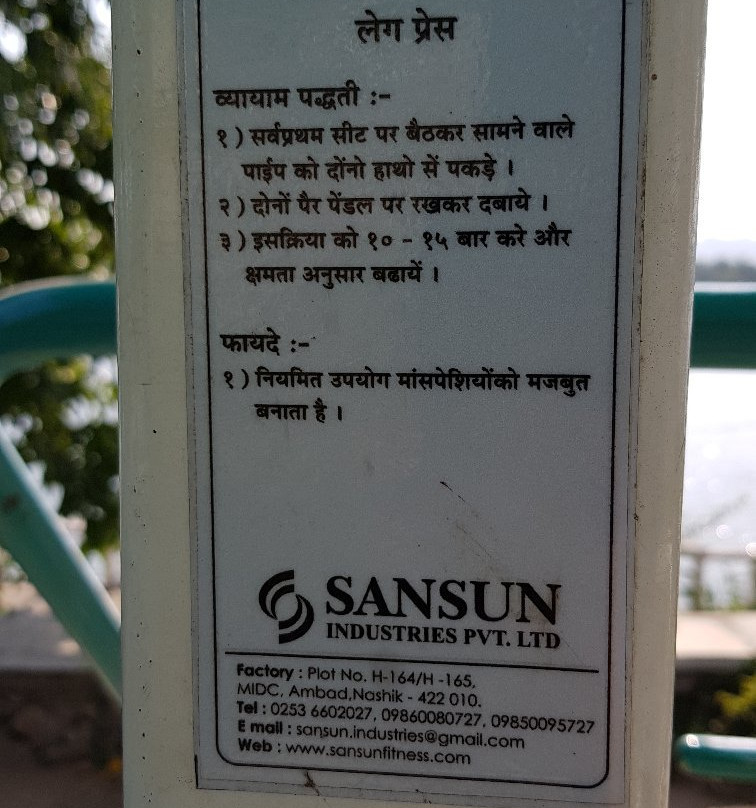 लेग प्रेस
व्यायाम पद्धती :-
१ ) सर्वप्रथम सीट पर बैठकर सामने वाले
पाईप को दोंनो हाथो सें पकड़े ।
२ ) दोनों पैर पेंडल पर रखकर दबाये ।
३ ) इसक्रिया को १० - १५ बार करे और
क्षमता अनुसार बढायें ।
फायदे :-
१ ) नियमित उपयोग मांसपेशियोंको मजबुत
बनाता है ।
SANSUN
INDUSTRIES PVT. LTD
Factory : Plot No. H-164/H -165,
MIDC, Ambad,Nashik - 422 010.
Tel : 0253 6602027, 09860080727, 09850095727
E mail : sansun.industries@gmail.com
Web : www.sansunfitness.com